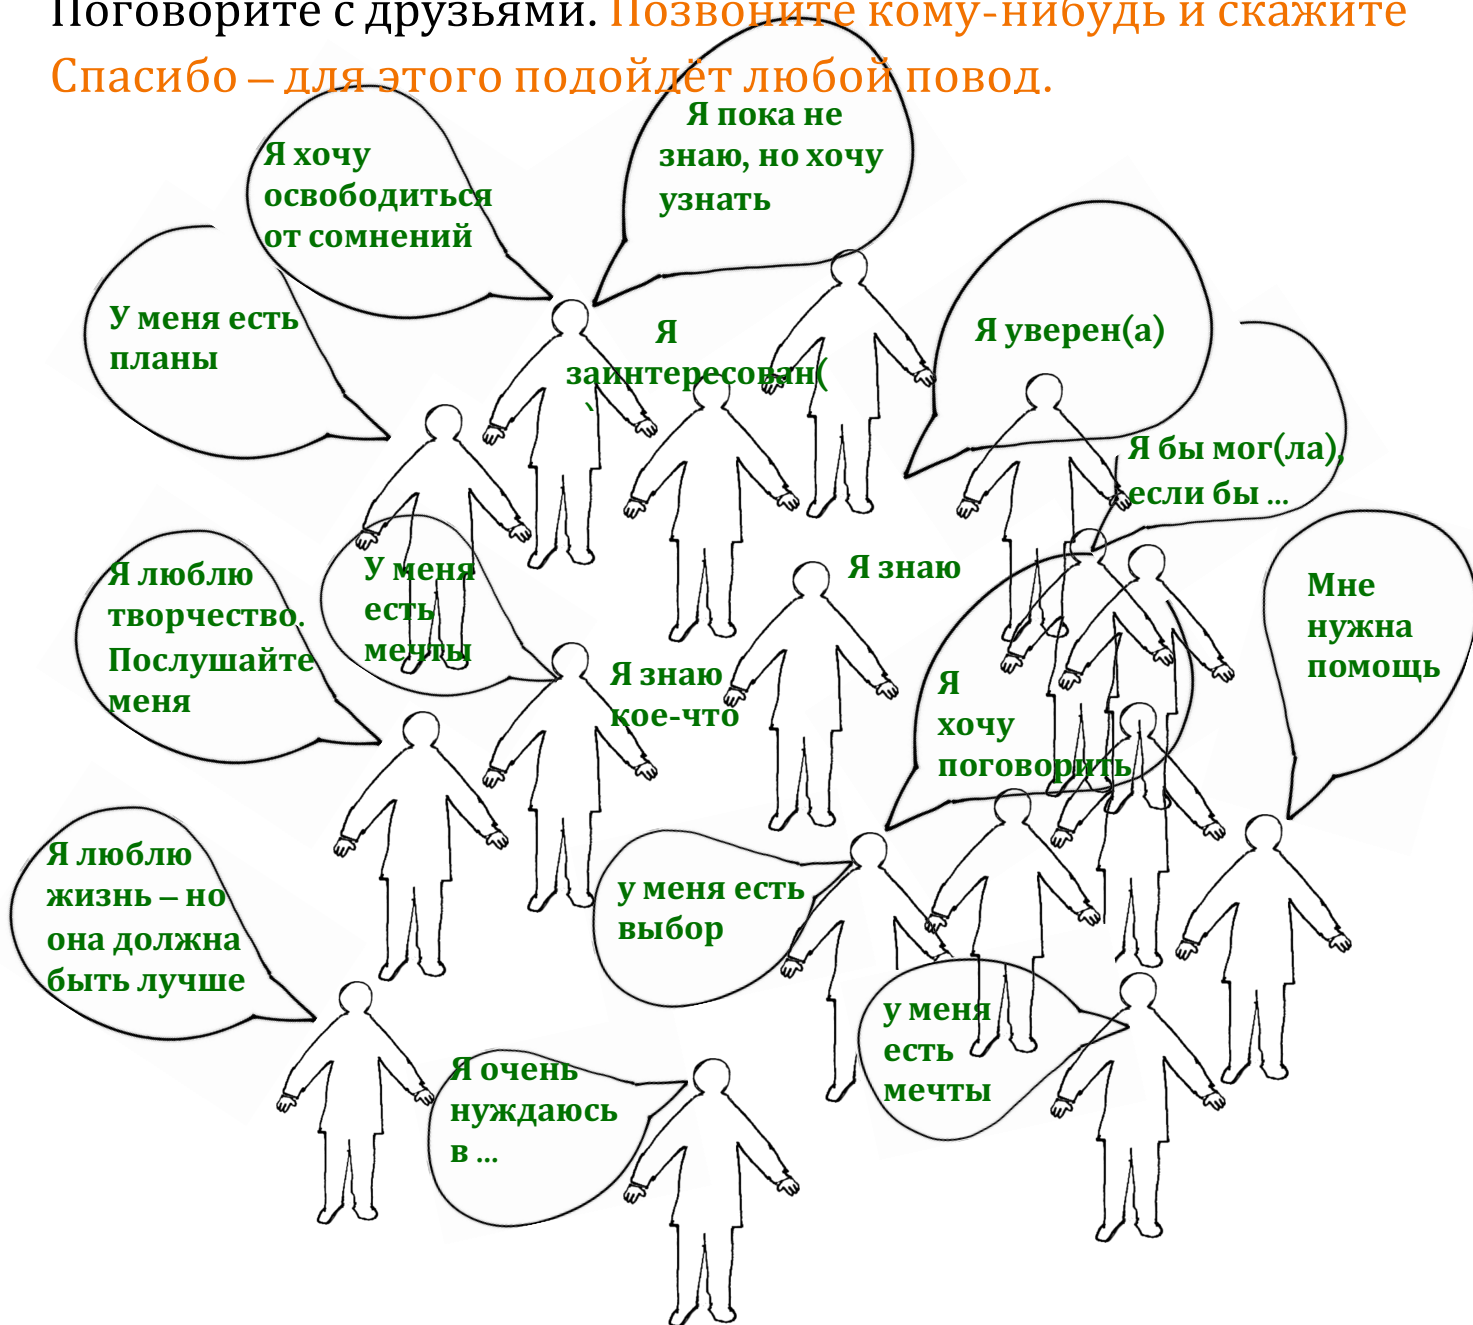 Поговорите с друзьями. Позвоните кому-нибудь и скажите
Спасибо – для этого подойдёт любой повод.
Я пока не
знаю, но хочу
узнать
Я хочу
освободиться
от сомнений
У меня есть
планы
Я
заинтересован(
Я уверен(а)
Я бы мог(ла),
если бы ...
Я люблю
творчество.
Послушайте
меня
У меня
есть
мечты
Я знаю
Мне
нужна
помощь
Я знаю
кое-что
Я
хочу
поговорить
Я люблю
жизнь – но
она должна
быть лучше
у меня есть
выбор
у меня
есть
мечты
Я очень
нуждаюсь
в ...